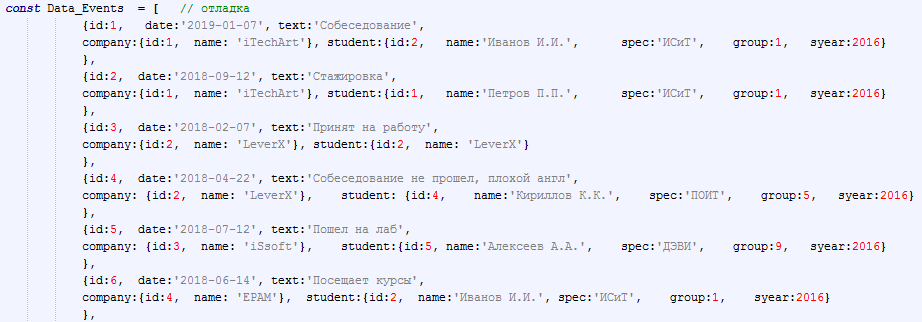 const Data_Events = [ // отладка
{id:1, date:'2019-01-07', text:'Собеседование',
company:{id:1, name: 'iTechArt'}, student:{id:2, name:'Иванов И.И.', spec:'ИСиТ', group:1, syear:2016}
},
{id:2, date:'2018-09-12', text:'Стажировка',
company:{id:1, name: 'iTechArt'}, student:{id:1, name:'Петров П.П.', spec:'ИСиТ', group:1, syear:2016}
},
{id:3, date:'2018-02-07', text:'Принят на работу',
company:{id:2, name: 'LeverX'}, student:{id:2, name: 'LeverX'}
},
{id:4, date:'2018-04-22', text:'Собеседование не прошел, плохой англ',
company: {id:2, name: 'LeverX'}, student: {id:4, name:'Кириллов К.К.', spec:'ПОИТ', group:5, syear:2016}
},
{id:5, date:'2018-07-12', text:'Пошел на лаб',
company: {id:3, name: 'iSsoft'}, student:{id:5, name:'Алексеев А.А.', spec:'ДЭВИ', group:9, syear:2016}
},
{id:6, date:'2018-06-14', text:'Посещает курсы',
company:{id:4, name: 'EPAM'}, student:{id:2, name:'Иванов И.И.', spec:'ИСиТ', group:1, syear:2016}
},